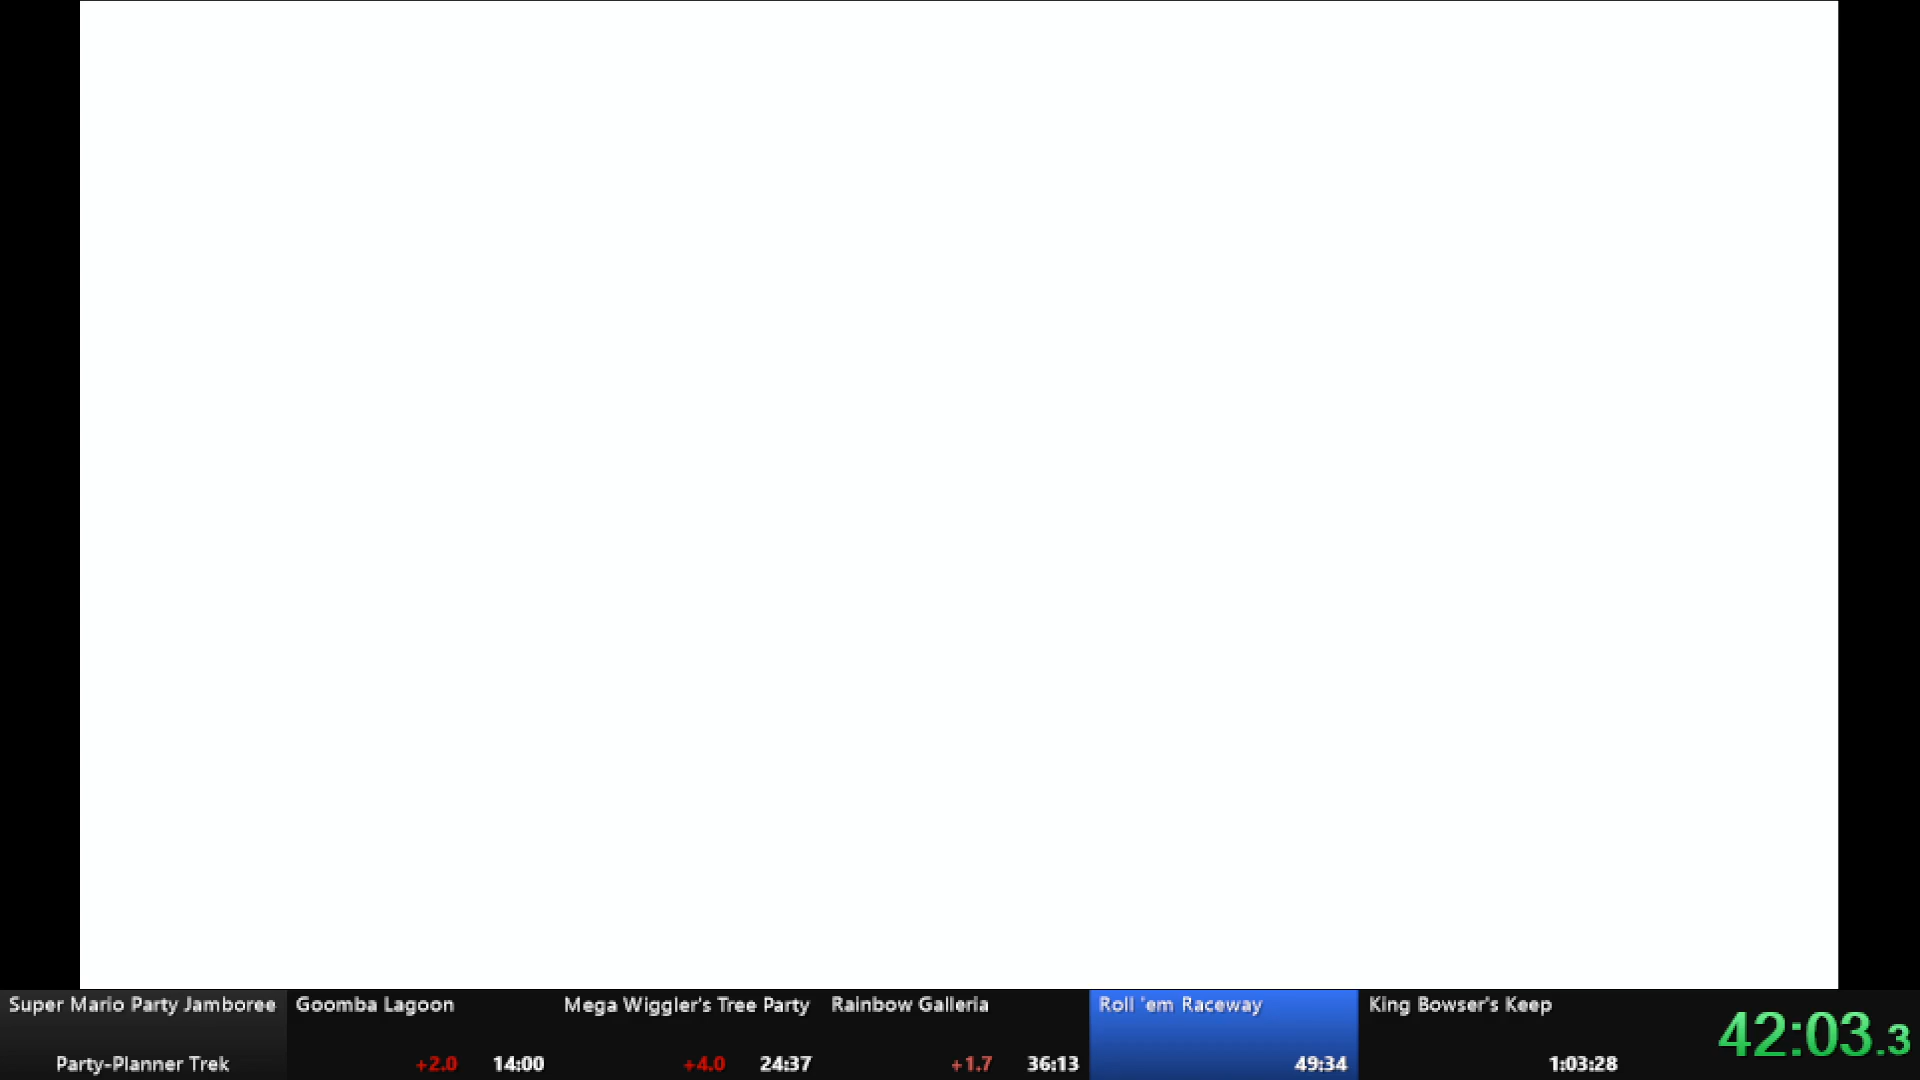 Super Mario Party Jamboree
Party-Planner Trek
Goomba Lagoon
+2.0 14:00
Mega Wiggler's Tree Party
+4.0 24:37
Rainbow Galleria
+1.7 36:13
Roll 'em Raceway
49:34
King Bowser's Keep
1:03:28
42:03.3